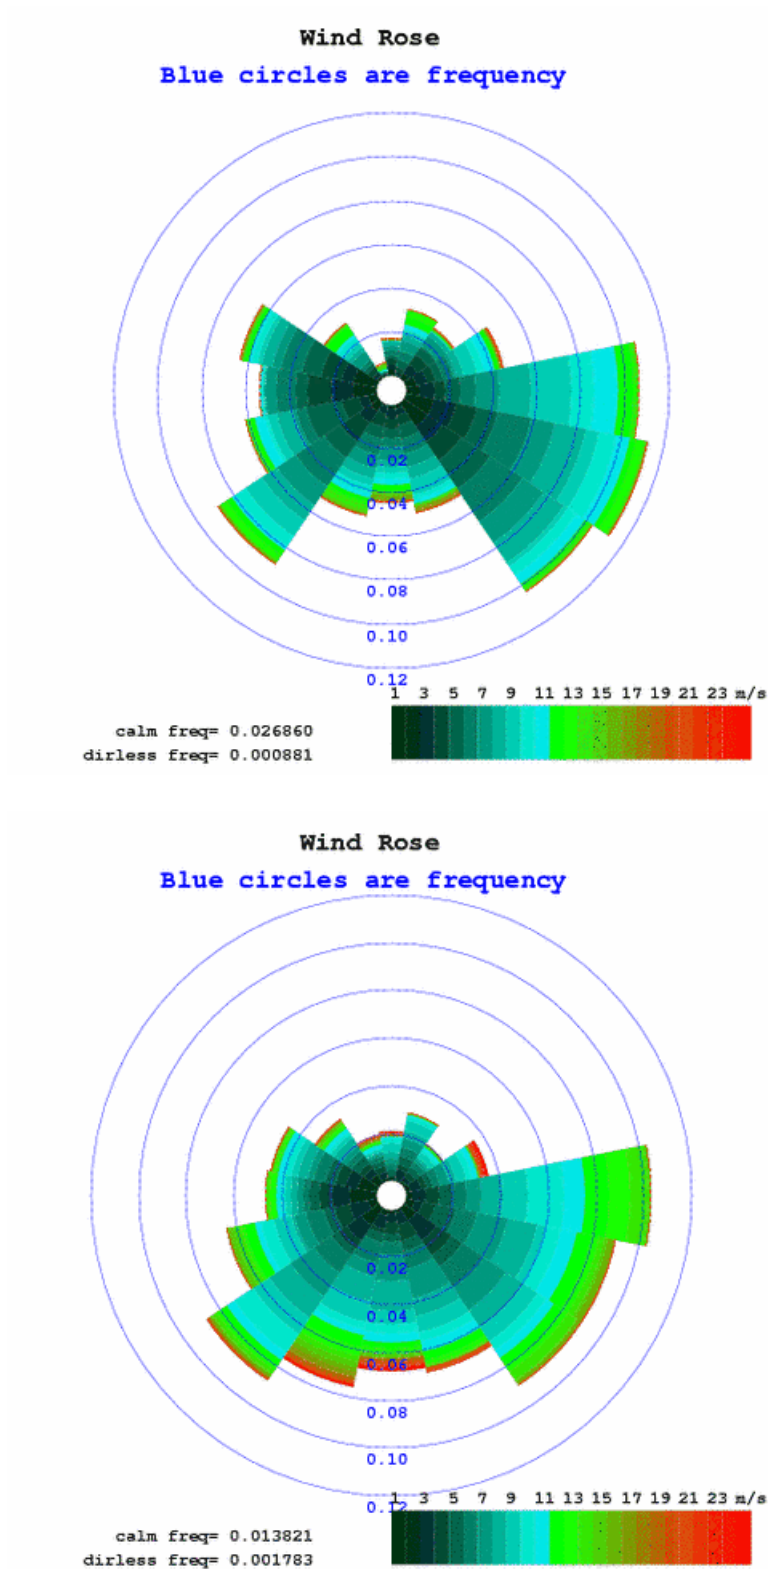 Wind Rose
Blue circles are frequency
0.02
0.04
0.06
0.08
0.10
0.12
1 3 5 7 9 11 13 15 17 19 21 23 m/s
calm freq= 0.026860
dirless freq= 0.000881
Wind Rose
Blue circles are frequency
0.02
0.04
0.06
0.08
0.10
0.12
1 3 5 7 9 11 13 15 17 19 21 23 m/s
calm freq= 0.013821
dirless freq= 0.001783